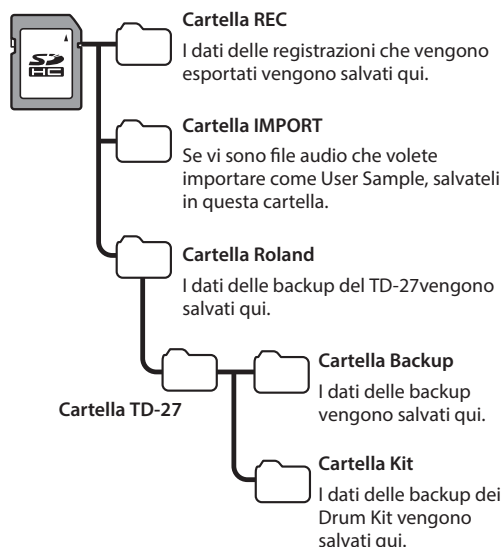 SD
HC
Cartella REC
I dati delle registrazioni che vengono
esportati vengono salvati qui.
Cartella IMPORT
Se vi sono file audio che volete
importare come User Sample, salvateli
in questa cartella.
Cartella Roland
I dati delle backup del TD-27vengono
salvati qui.
Cartella TD-27
Cartella Backup
I dati delle backup
vengono salvati qui.
Cartella Kit
I dati delle backup dei
Drum Kit vengono
salvati qui.